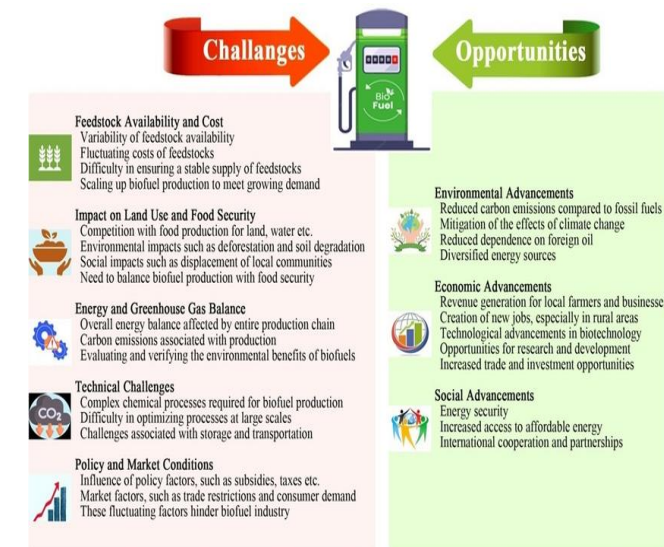 Challanges
Opportunities
Bio
Fuel
Feedstock Availability and Cost
Variability of feedstock availability
Fluctuating costs of feedstocks
Difficulty in ensuring a stable supply of feedstocks
Scaling up biofuel production to meet growing demand
Impact on Land Use and Food Security
Competition with food production for land, water etc.
Environmental impacts such as deforestation and soil degradation
Social impacts such as displacement of local communities
Need to balance biofuel production with food security
Energy and Greenhouse Gas Balance
Overall energy balance affected by entire production chain
Carbon emissions associated with production
Evaluating and verifying the environmental benefits of biofuels
Technical Challenges
Complex chemical processes required for biofuel production
Difficulty in optimizing processes at large scales
Challenges associated with storage and transportation
CO₂
Policy and Market Conditions
Influence of policy factors, such as subsidies, taxes etc.
Market factors, such as trade restrictions and consumer demand
These fluctuating factors hinder biofuel industry
Environmental Advancements
Reduced carbon emissions compared to fossil fuels
Mitigation of the effects of climate change
Reduced dependence on foreign oil
Diversified energy sources
Economic Advancements
Revenue generation for local farmers and businesse
Creation of new jobs, especially in rural areas
Technological advancements in biotechnology
Opportunities for research and development
Increased trade and investment opportunities
Social Advancements
Energy security
Increased access to affordable energy
International cooperation and partnerships